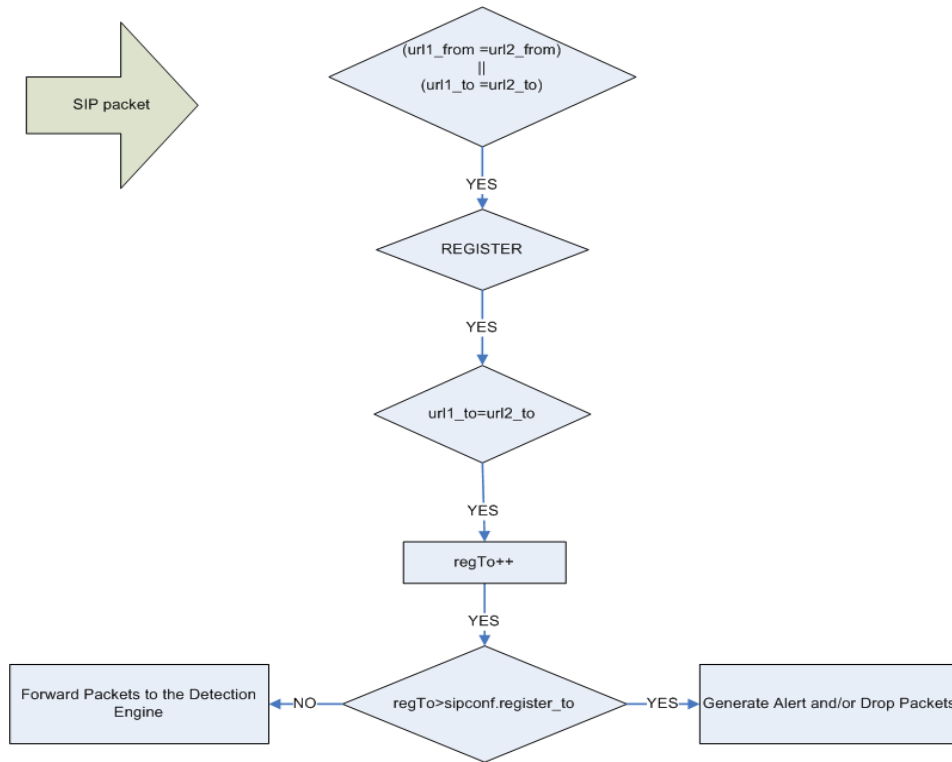 (url1_from =url2_from)
||
(url1_to =url2_to)
SIP packet
YES
REGISTER
YES
url1_to=url2_to
YES
regTo++
YES
Forward Packets to the Detection
Engine
NO
regTo>sipconf.register_to
YES
Generate Alert and/or Drop Packets